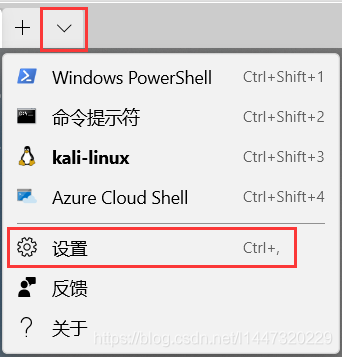 Windows PowerShell Ctrl+Shift+1
命令提示符 Ctrl+Shift+2
kali-linux Ctrl+Shift+3
Azure Cloud Shell Ctrl+Shift+4
设置 Ctrl+,
反馈
关于
https://blog.csdn.net/l1447320229